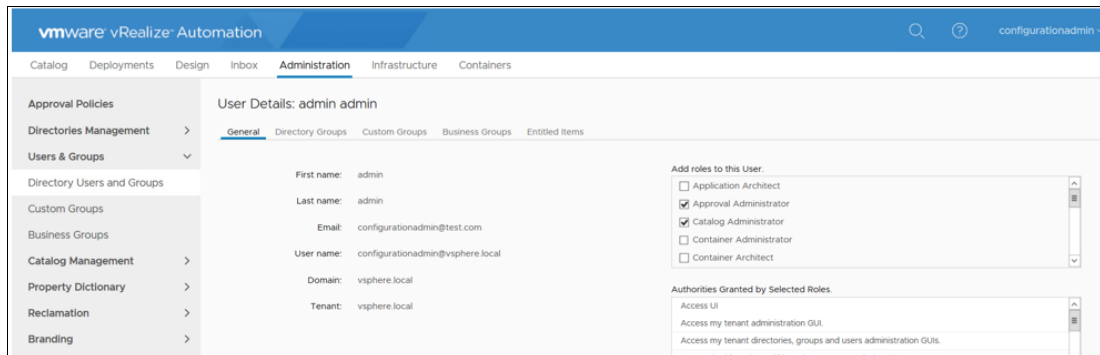 vmware vRealize Automation
configurationadmin
Catalog Deployments Design Inbox Administration Infrastructure Containers
Approval Policies
Directories Management
Users & Groups
Directory Users and Groups
Custom Groups
Business Groups
Catalog Management
Property Dictionary
Reclamation
Branding
User Details: admin admin
General Directory Groups Custom Groups Business Groups Entitled Items
First name: admin
Last name: admin
Email: configurationadmin@test.com
User name: configurationadmin@vsphere.local
Domain: vsphere.local
Tenant: vsphere.local
Add roles to this User.
Application Architect
Approval Administrator
Catalog Administrator
Container Administrator
Container Architect
Authorities Granted by Selected Roles.
Access UI
Access my tenant administration GUI.
Access my tenant directories, groups and users administration GUIs.